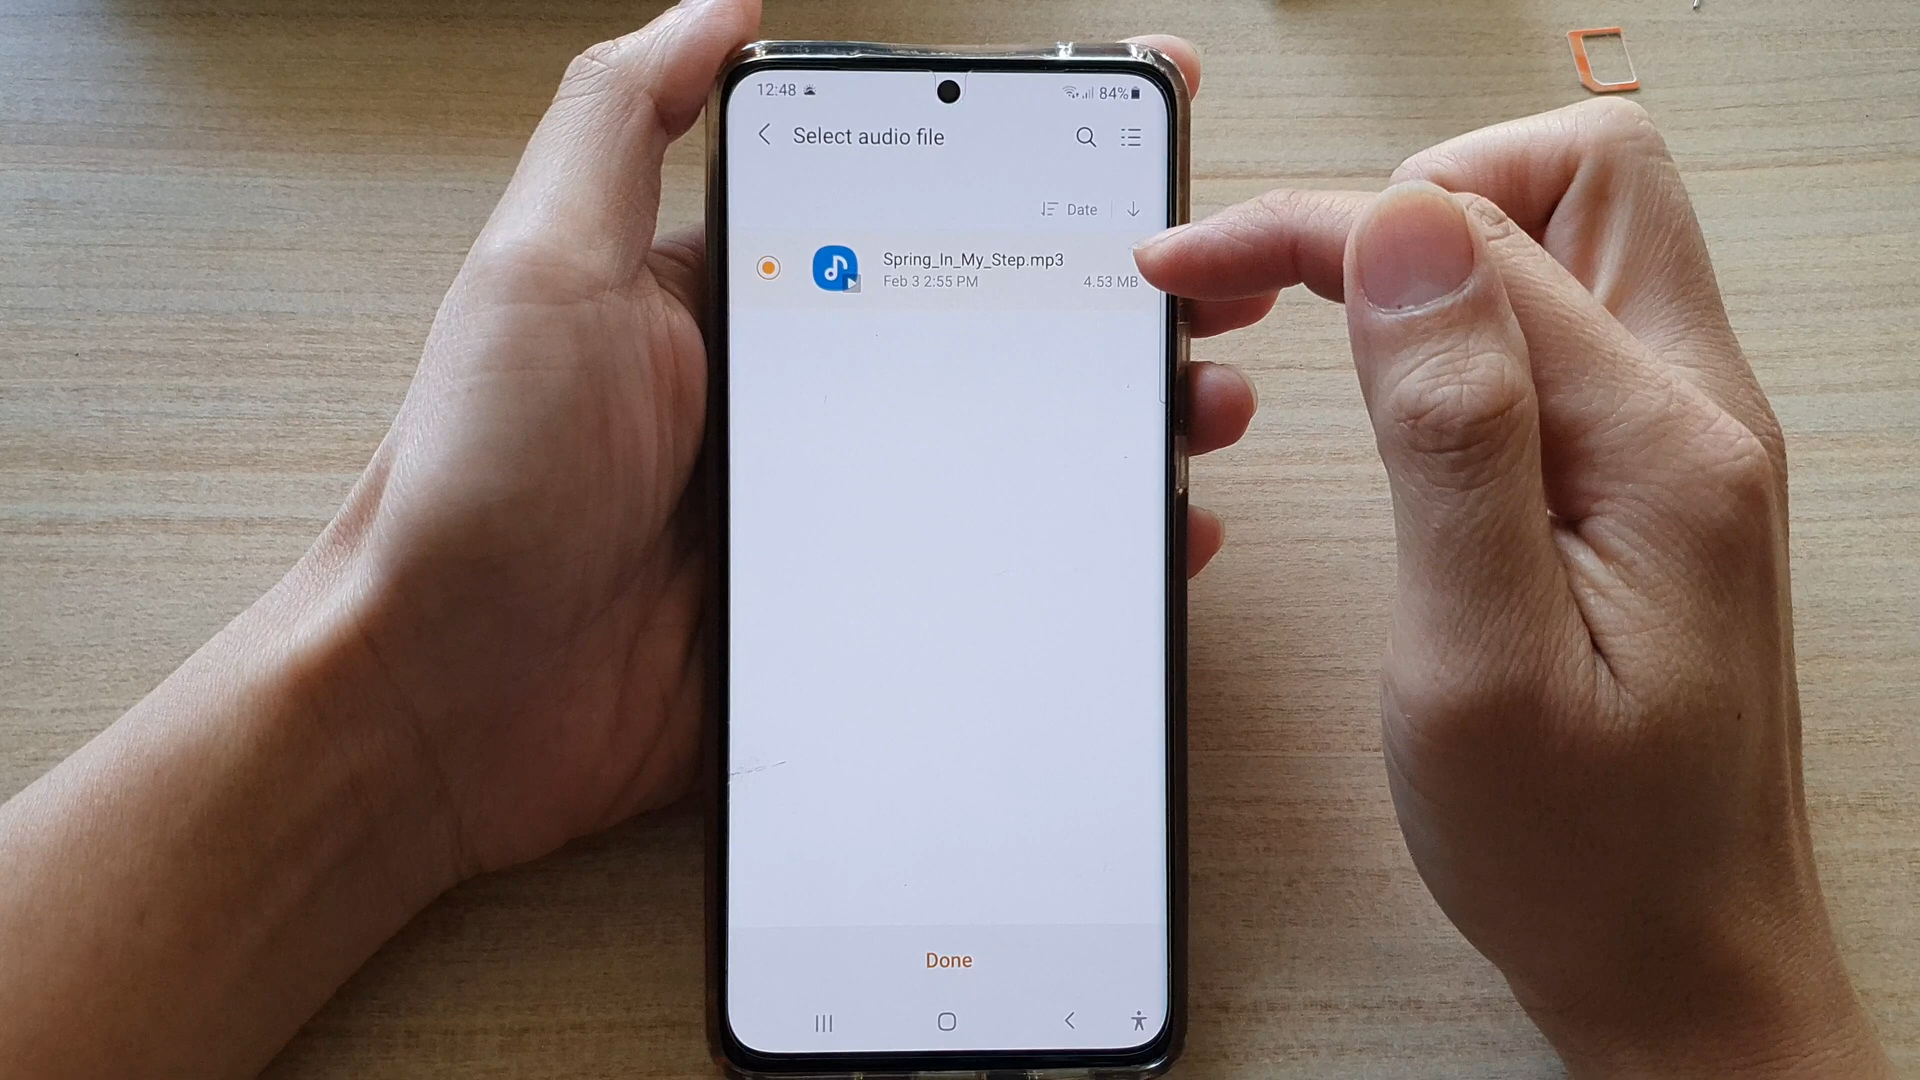 12:48 84%
Select audio file
Date
Spring_In_My_Step.mp3
Feb 3 2:55 PM 4.53 MB
Done